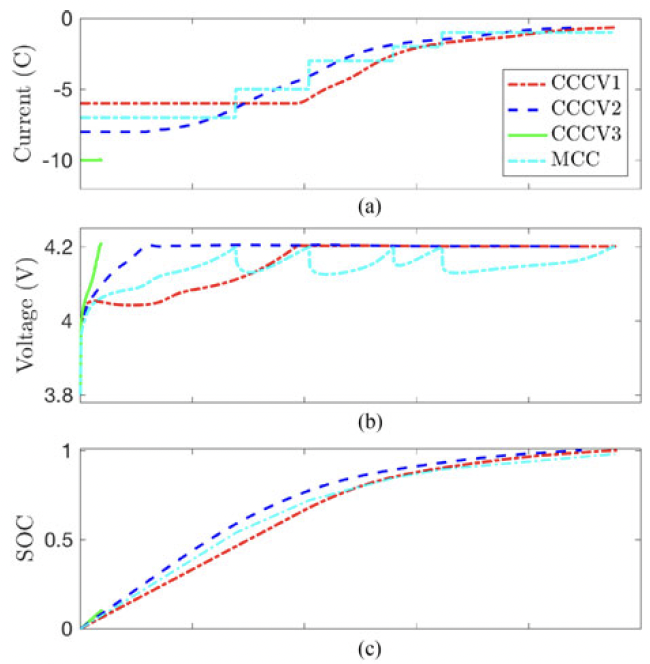 0
-5
-10
Current (C)
CCCV1
CCCV2
CCCV3
MCC
(a)
4.2
4
3.8
Voltage (V)
(b)
1
0.5
0
SOC
(c)